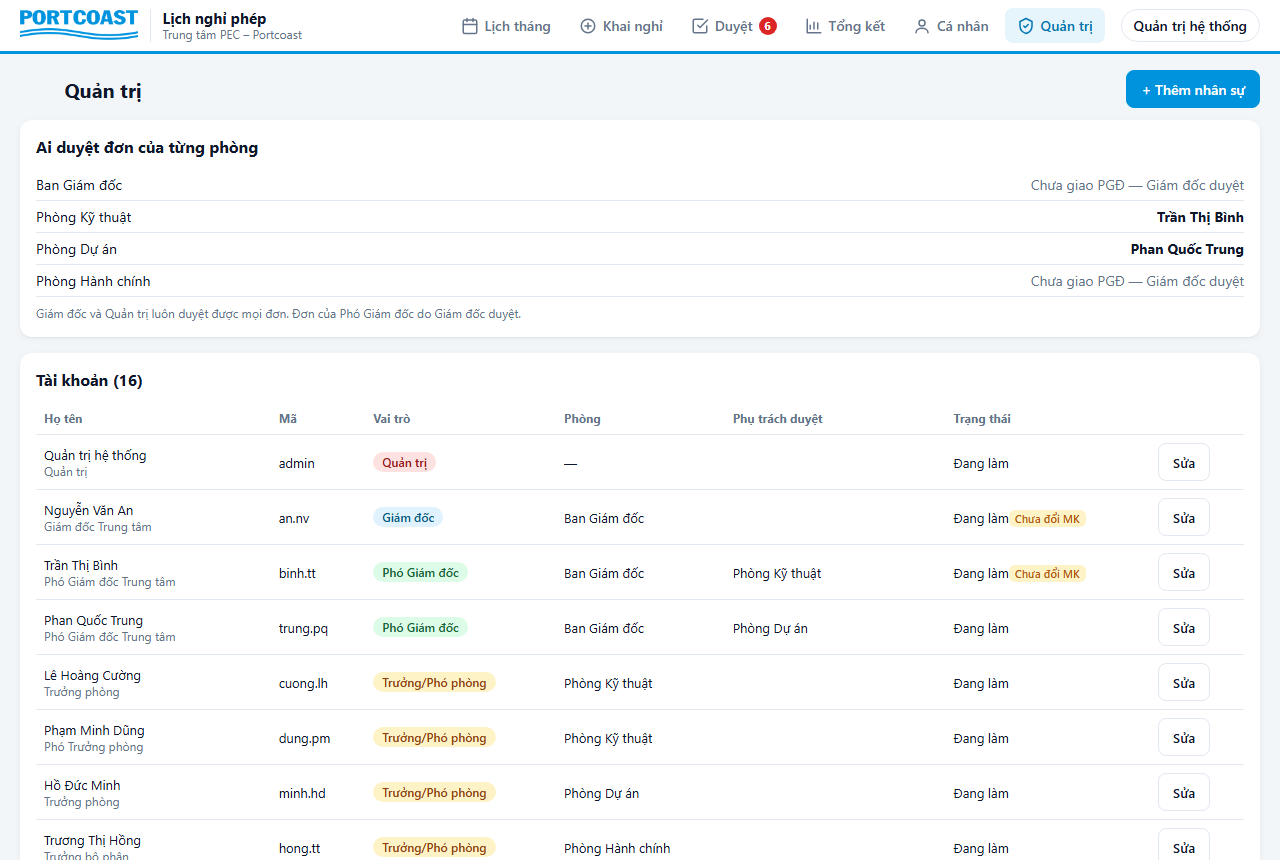 PORTCOAST
Lịch nghỉ phép
Trung tâm PEC – Portcoast
Lịch tháng
Khai nghỉ
Duyệt 6
Tổng kết
Cá nhân
Quản trị
Quản trị hệ thống
Quản trị
+ Thêm nhân sự
Ai duyệt đơn của từng phòng
Ban Giám đốc Chưa giao PGĐ — Giám đốc duyệt
Phòng Kỹ thuật Trần Thị Bình
Phòng Dự án Phan Quốc Trung
Phòng Hành chính Chưa giao PGĐ — Giám đốc duyệt
Giám đốc và Quản trị luôn duyệt được mọi đơn. Đơn của Phó Giám đốc do Giám đốc duyệt.
Tài khoản (16)
Họ tên Mã Vai trò Phòng Phụ trách duyệt Trạng thái
Quản trị hệ thống
Quản trị
admin Quản trị — Đang làm Sửa
Nguyễn Văn An
Giám đốc Trung tâm
an.nv Giám đốc Ban Giám đốc Đang làm Chưa đổi MK Sửa
Trần Thị Bình
Phó Giám đốc Trung tâm
binh.tt Phó Giám đốc Ban Giám đốc Phòng Kỹ thuật Đang làm Chưa đổi MK Sửa
Phan Quốc Trung
Phó Giám đốc Trung tâm
trung.pq Phó Giám đốc Ban Giám đốc Phòng Dự án Đang làm Sửa
Lê Hoàng Cường
Trưởng phòng
cuong.lh Trưởng/Phó phòng Phòng Kỹ thuật Đang làm Sửa
Phạm Minh Dũng
Phó Trưởng phòng
dung.pm Trưởng/Phó phòng Phòng Kỹ thuật Đang làm Sửa
Hồ Đức Minh
Trưởng phòng
minh.hd Trưởng/Phó phòng Phòng Dự án Đang làm Sửa
Trương Thị Hồng
Trưởng bộ phận
hong.tt Trưởng/Phó phòng Phòng Hành chính Đang làm Sửa